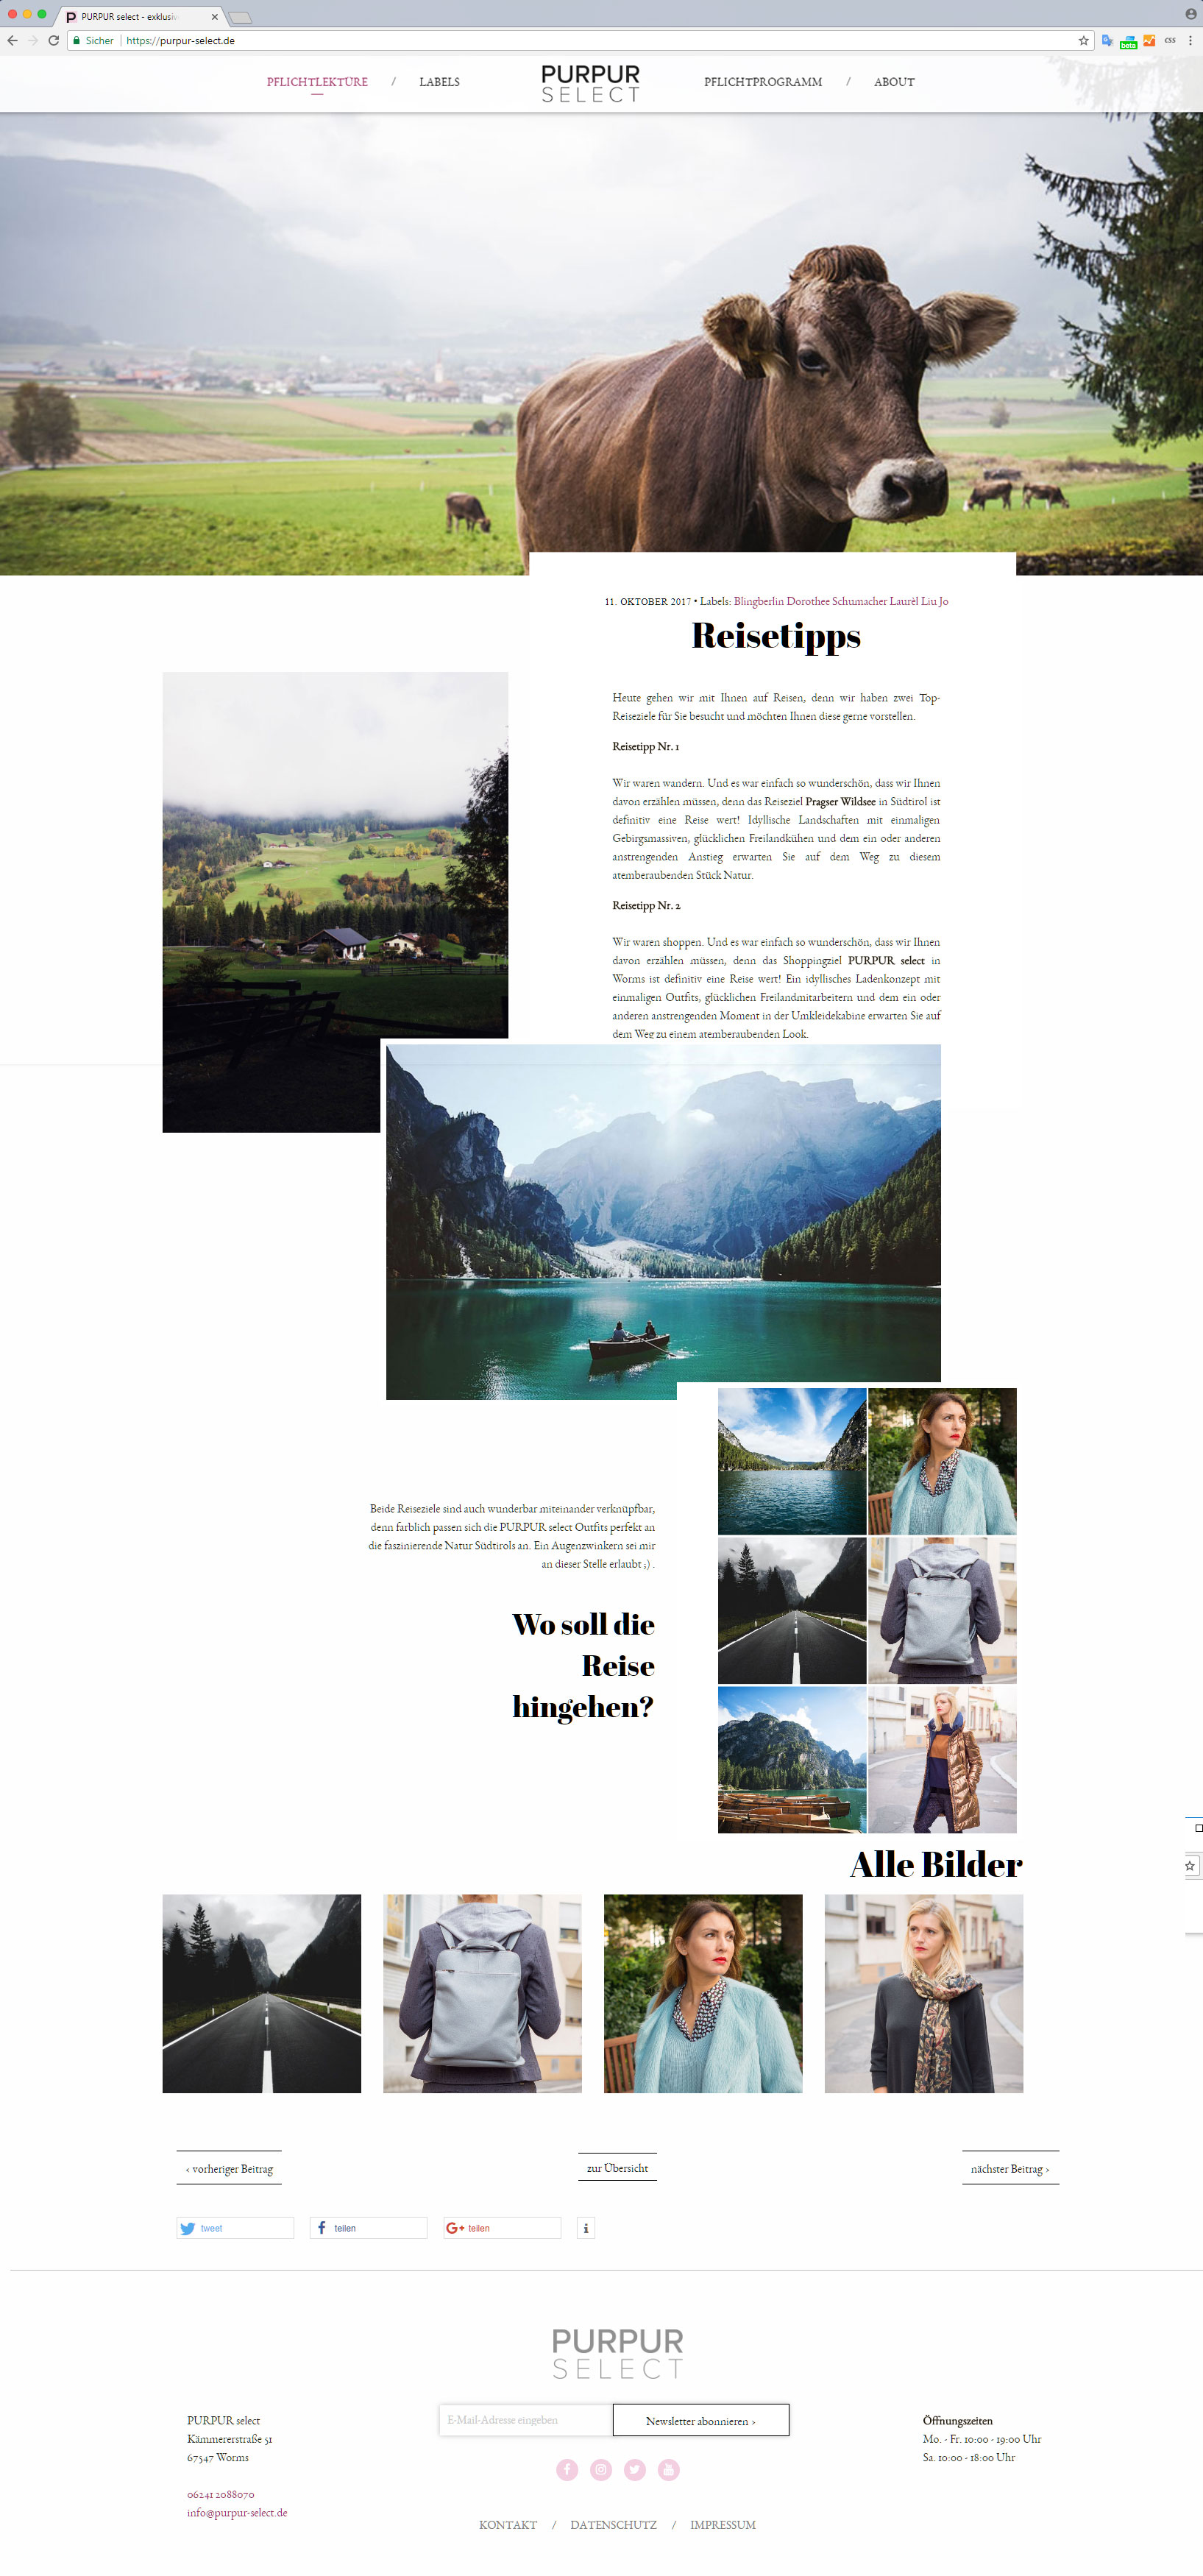 PURPUR select - exklusiv
Sicher | https://purpur-select.de
beta
css
PFLICHTLEKTÜRE / LABELS
PURPUR
SELECT
PFLICHTPROGRAMM / ABOUT
11. OKTOBER 2017 • Labels: Blingberlin Dorothee Schumacher Laurèl Liu Jo
Reisetipps
Heute gehen wir mit Ihnen auf Reisen, denn wir haben zwei Top-
Reiseziele für Sie besucht und möchten Ihnen diese gerne vorstellen.
Reisetipp Nr. 1
Wir waren wandern. Und es war einfach so wunderschön, dass wir Ihnen
davon erzählen müssen, denn das Reiseziel Pragser Wildsee in Südtirol ist
definitiv eine Reise wert! Idyllische Landschaften mit einmaligen
Gebirgsmassiven, glücklichen Freilandkühen und dem ein oder anderen
anstrengenden Anstieg erwarten Sie auf dem Weg zu diesem
atemberaubenden Stück Natur.
Reisetipp Nr. 2
Wir waren shoppen. Und es war einfach so wunderschön, dass wir Ihnen
davon erzählen müssen, denn das Shoppingziel PURPUR select in
Worms ist definitiv eine Reise wert! Ein idyllisches Ladenkonzept mit
einmaligen Outfits, glücklichen Freilandmitarbeitern und dem ein oder
anderen anstrengenden Moment in der Umkleidekabine erwarten Sie auf
dem Weg zu einem atemberaubenden Look.
Beide Reiseziele sind auch wunderbar miteinander verknüpfbar,
denn farblich passen sich die PURPUR select Outfits perfekt an
die faszinierende Natur Südtirols an. Ein Augenzwinkern sei mir
an dieser Stelle erlaubt ;) .
Wo soll die
Reise
hingehen?
Alle Bilder
‹ vorheriger Beitrag
zur Übersicht
nächster Beitrag ›
tweet
teilen
G+ teilen
i
PURPUR
SELECT
E-Mail-Adresse eingeben
Newsletter abonnieren ›
PURPUR select
Kämmererstraße 51
67547 Worms
06241 2088070
info@purpur-select.de
Öffnungszeiten
Mo. - Fr. 10:00 - 19:00 Uhr
Sa. 10:00 - 18:00 Uhr
KONTAKT / DATENSCHUTZ / IMPRESSUM